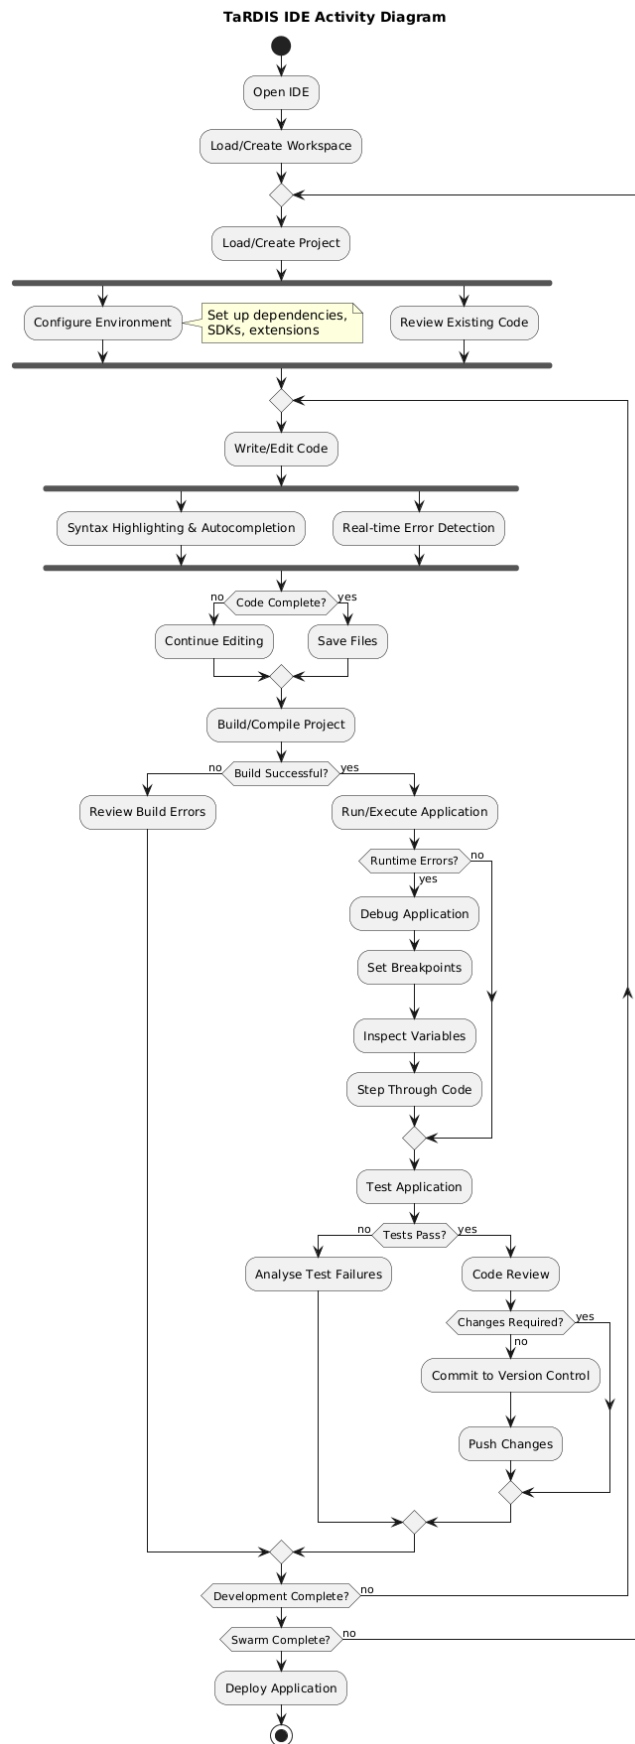 TaRDIS IDE Activity Diagram
Open IDE
Load/Create Workspace
Load/Create Project
Configure Environment
Set up dependencies,
SDKs, extensions
Review Existing Code
Write/Edit Code
Syntax Highlighting & Autocompletion
Real-time Error Detection
no
Code Complete?
yes
Continue Editing
Save Files
Build/Compile Project
no
Build Successful?
yes
Review Build Errors
Run/Execute Application
Runtime Errors?
no
yes
Debug Application
Set Breakpoints
Inspect Variables
Step Through Code
Test Application
no
Tests Pass?
yes
Analyse Test Failures
Code Review
Changes Required?
yes
no
Commit to Version Control
Push Changes
Development Complete?
no
Swarm Complete?
no
Deploy Application